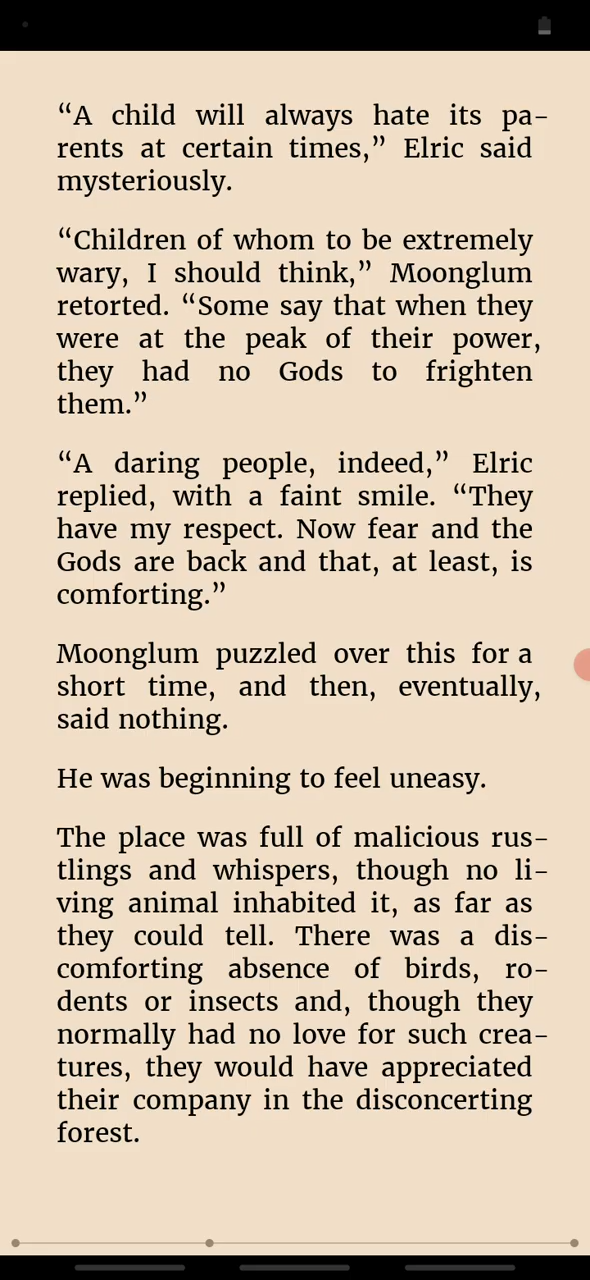 “A child will always hate its pa-
rents at certain times,” Elric said
mysteriously.
“Children of whom to be extremely
wary, I should think,” Moonglum
retorted. “Some say that when they
were at the peak of their power,
they had no Gods to frighten
them.”
“A daring people, indeed,” Elric
replied, with a faint smile. “They
have my respect. Now fear and the
Gods are back and that, at least, is
comforting.”
Moonglum puzzled over this for a
short time, and then, eventually,
said nothing.
He was beginning to feel uneasy.
The place was full of malicious rus-
tlings and whispers, though no li-
ving animal inhabited it, as far as
they could tell. There was a dis-
comforting absence of birds, ro-
dents or insects and, though they
normally had no love for such crea-
tures, they would have appreciated
their company in the disconcerting
forest.